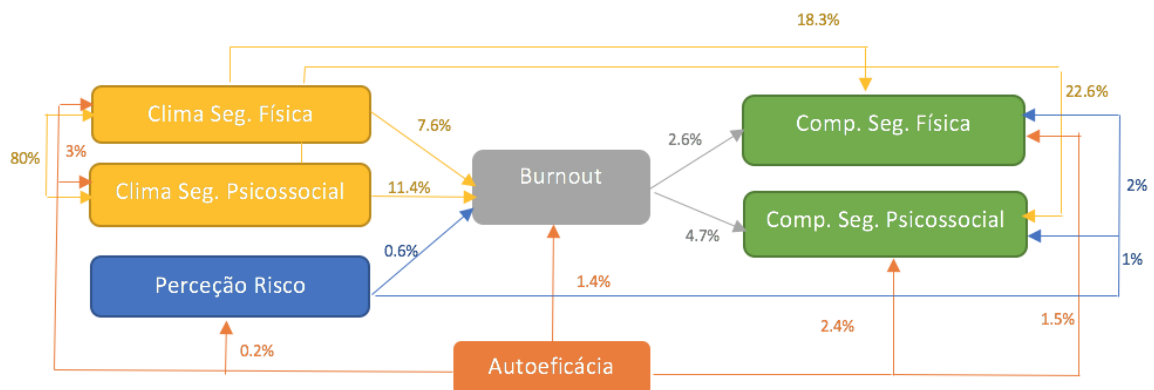 18.3%
Clima Seg. Física
7.6%
22.6%
Comp. Seg. Física
2.6%
80%
3%
Burnout
Clima Seg. Psicossocial
11.4%
2%
Comp. Seg. Psicossocial
4.7%
0.6%
1%
Perceção Risco
1.4%
2.4%
1.5%
0.2%
Autoeficácia